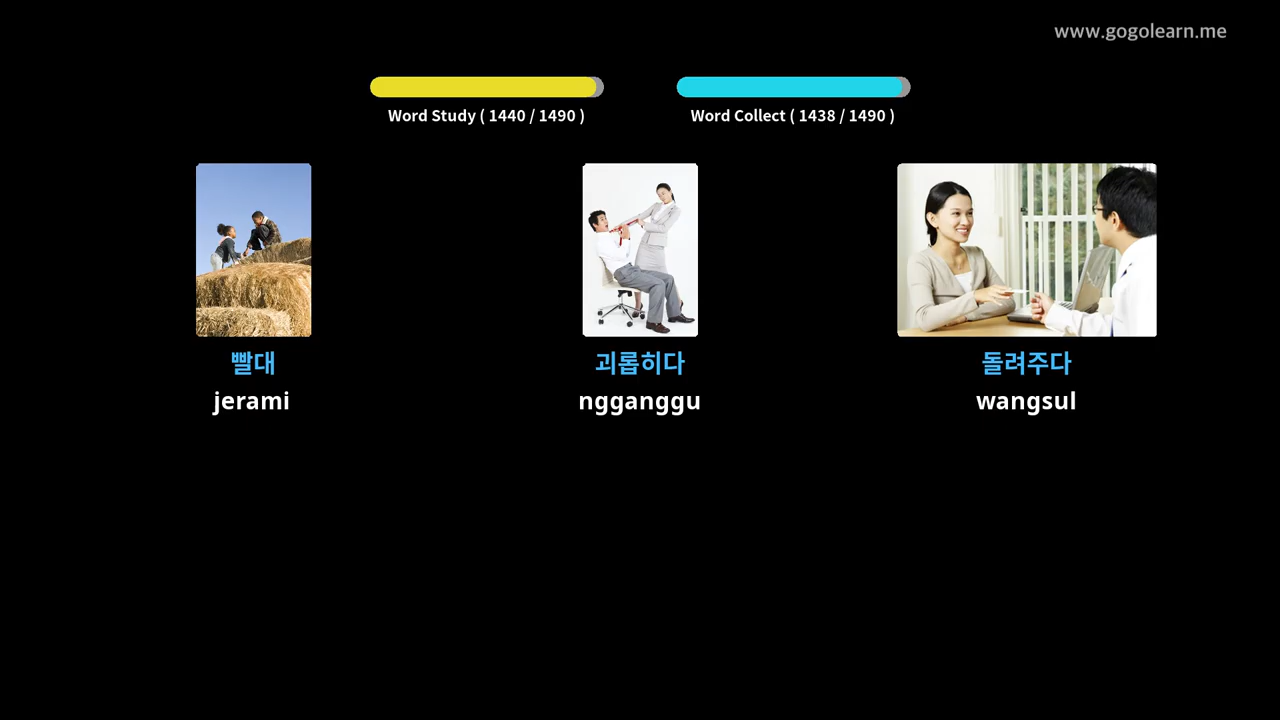 www.gogolearn.me
Word Study ( 1440 / 1490 )
Word Collect ( 1438 / 1490 )
빨대
괴롭히다
돌려주다
jerami
ngganggu
wangsul